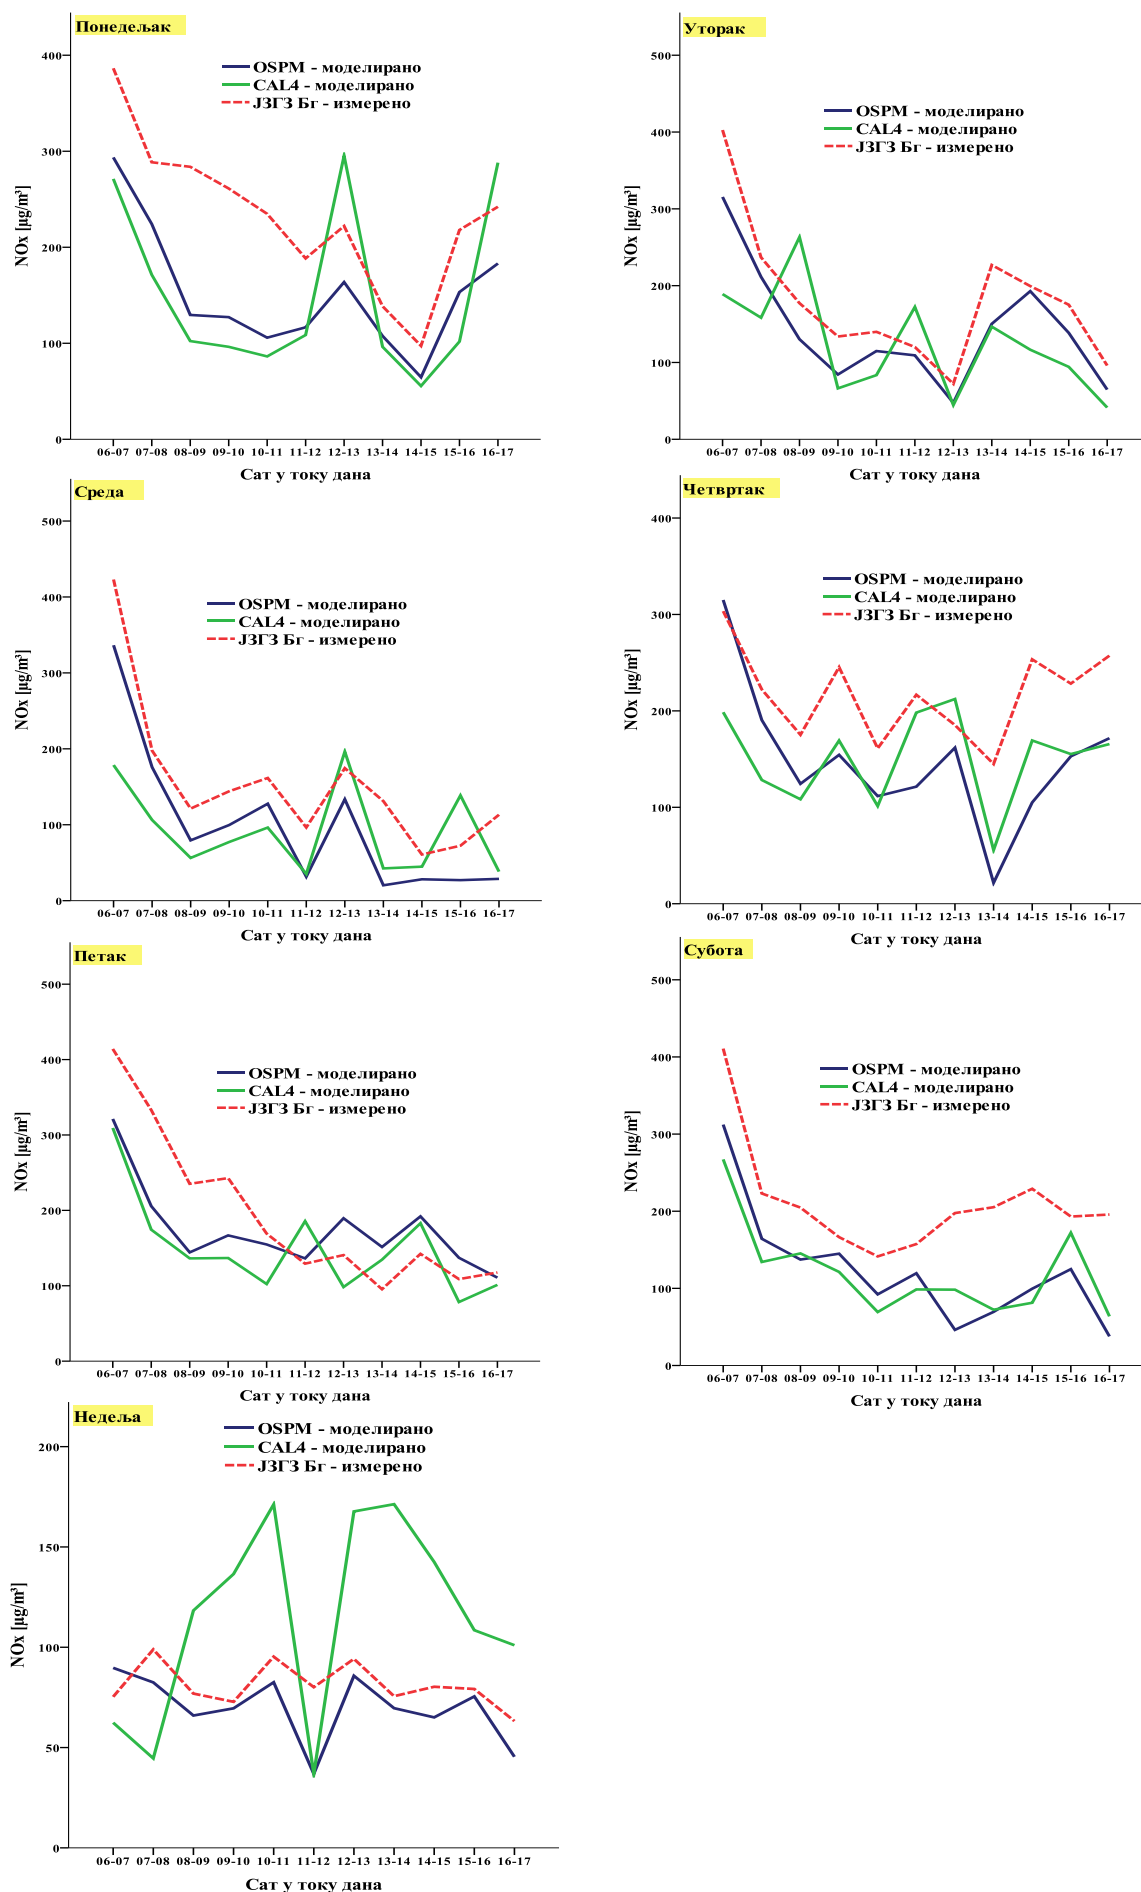 Понедељак
400
300
200
100
0
NOx [µg/m³]
OSPM - моделирано
CAL4 - моделирано
ЈЗГЗ Бг - измерено
06-07 07-08 08-09 09-10 10-11 11-12 12-13 13-14 14-15 15-16 16-17
Сат у току дана
Уторак
500
400
300
200
100
0
NOx [µg/m³]
OSPM - моделирано
CAL4 - моделирано
ЈЗГЗ Бг - измерено
06-07 07-08 08-09 09-10 10-11 11-12 12-13 13-14 14-15 15-16 16-17
Сат у току дана
Среда
500
400
300
200
100
0
NOx [µg/m³]
OSPM - моделирано
CAL4 - моделирано
ЈЗГЗ Бг - измерено
06-07 07-08 08-09 09-10 10-11 11-12 12-13 13-14 14-15 15-16 16-17
Сат у току дана
Четвртак
400
300
200
100
0
NOx [µg/m³]
OSPM - моделирано
CAL4 - моделирано
ЈЗГЗ Бг - измерено
06-07 07-08 08-09 09-10 10-11 11-12 12-13 13-14 14-15 15-16 16-17
Сат у току дана
Петак
500
400
300
200
100
0
NOx [µg/m³]
OSPM - моделирано
CAL4 - моделирано
ЈЗГЗ Бг - измерено
06-07 07-08 08-09 09-10 10-11 11-12 12-13 13-14 14-15 15-16 16-17
Сат у току дана
Субота
500
400
300
200
100
0
NOx [µg/m³]
OSPM - моделирано
CAL4 - моделирано
ЈЗГЗ Бг - измерено
06-07 07-08 08-09 09-10 10-11 11-12 12-13 13-14 14-15 15-16 16-17
Сат у току дана
Недеља
200
150
100
50
0
NOx [µg/m³]
OSPM - моделирано
CAL4 - моделирано
ЈЗГЗ Бг - измерено
06-07 07-08 08-09 09-10 10-11 11-12 12-13 13-14 14-15 15-16 16-17
Сат у току дана